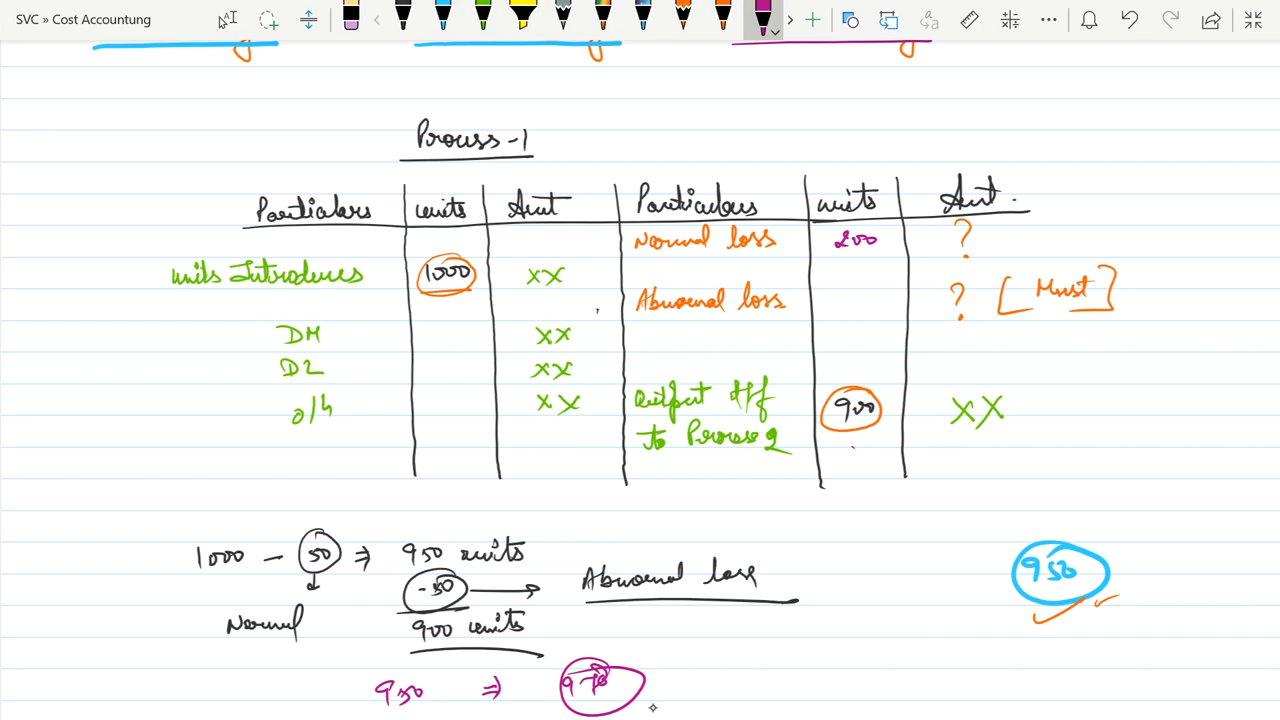 SVC » Cost Accountung
Process-1
Particulars units Amt Particulars units Amt.
Normal loss 200 ?
units Introduces 1000 XX
Abnormal loss ? [Must]
DM XX
DL XX
O/h XX Output tff 900 XX
to Process 2
1000 - 50 ⇒ 950 units
-50 → Abnormal loss
Normal 900 units
950
950 ⇒